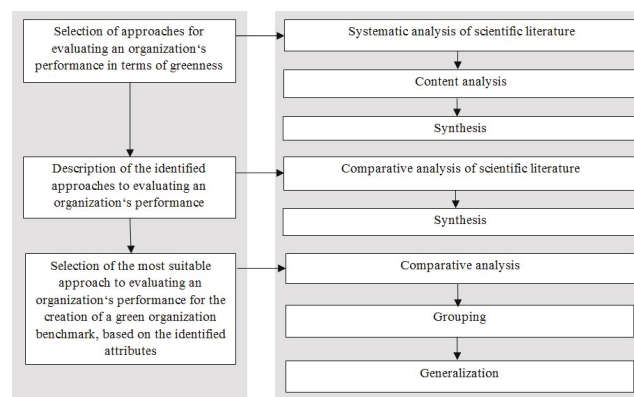 Selection of approaches for
evaluating an organization‘s
performance in terms of greenness
Systematic analysis of scientific literature
Content analysis
Synthesis
Description of the identified
approaches to evaluating an
organization‘s performance
Comparative analysis of scientific literature
Synthesis
Selection of the most suitable
approach to evaluating an
organization‘s performance for the
creation of a green organization
benchmark, based on the identified
attributes
Comparative analysis
Grouping
Generalization